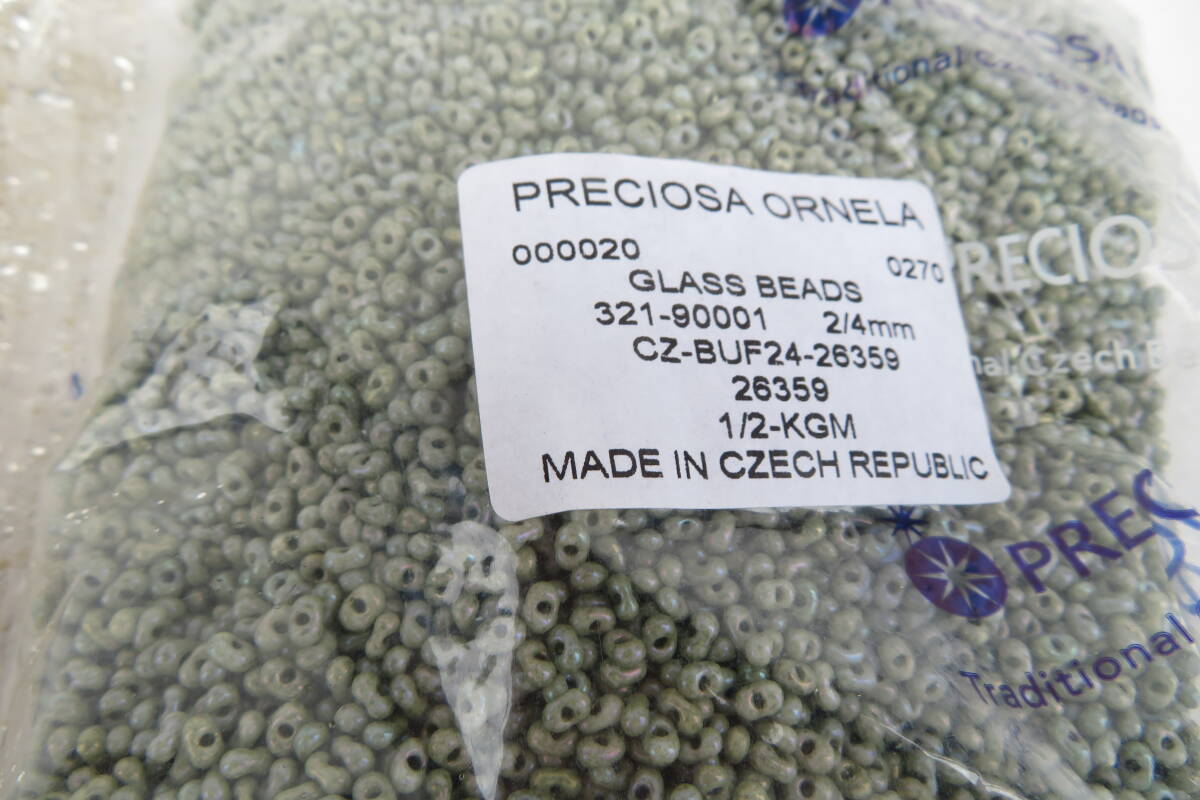 PRECIOSA ORNELA
000020 0270
GLASS BEADS
321-90001 2/4mm
CZ-BUF24-26359
26359
1/2-KGM
MADE IN CZECH REPUBLIC
Traditional